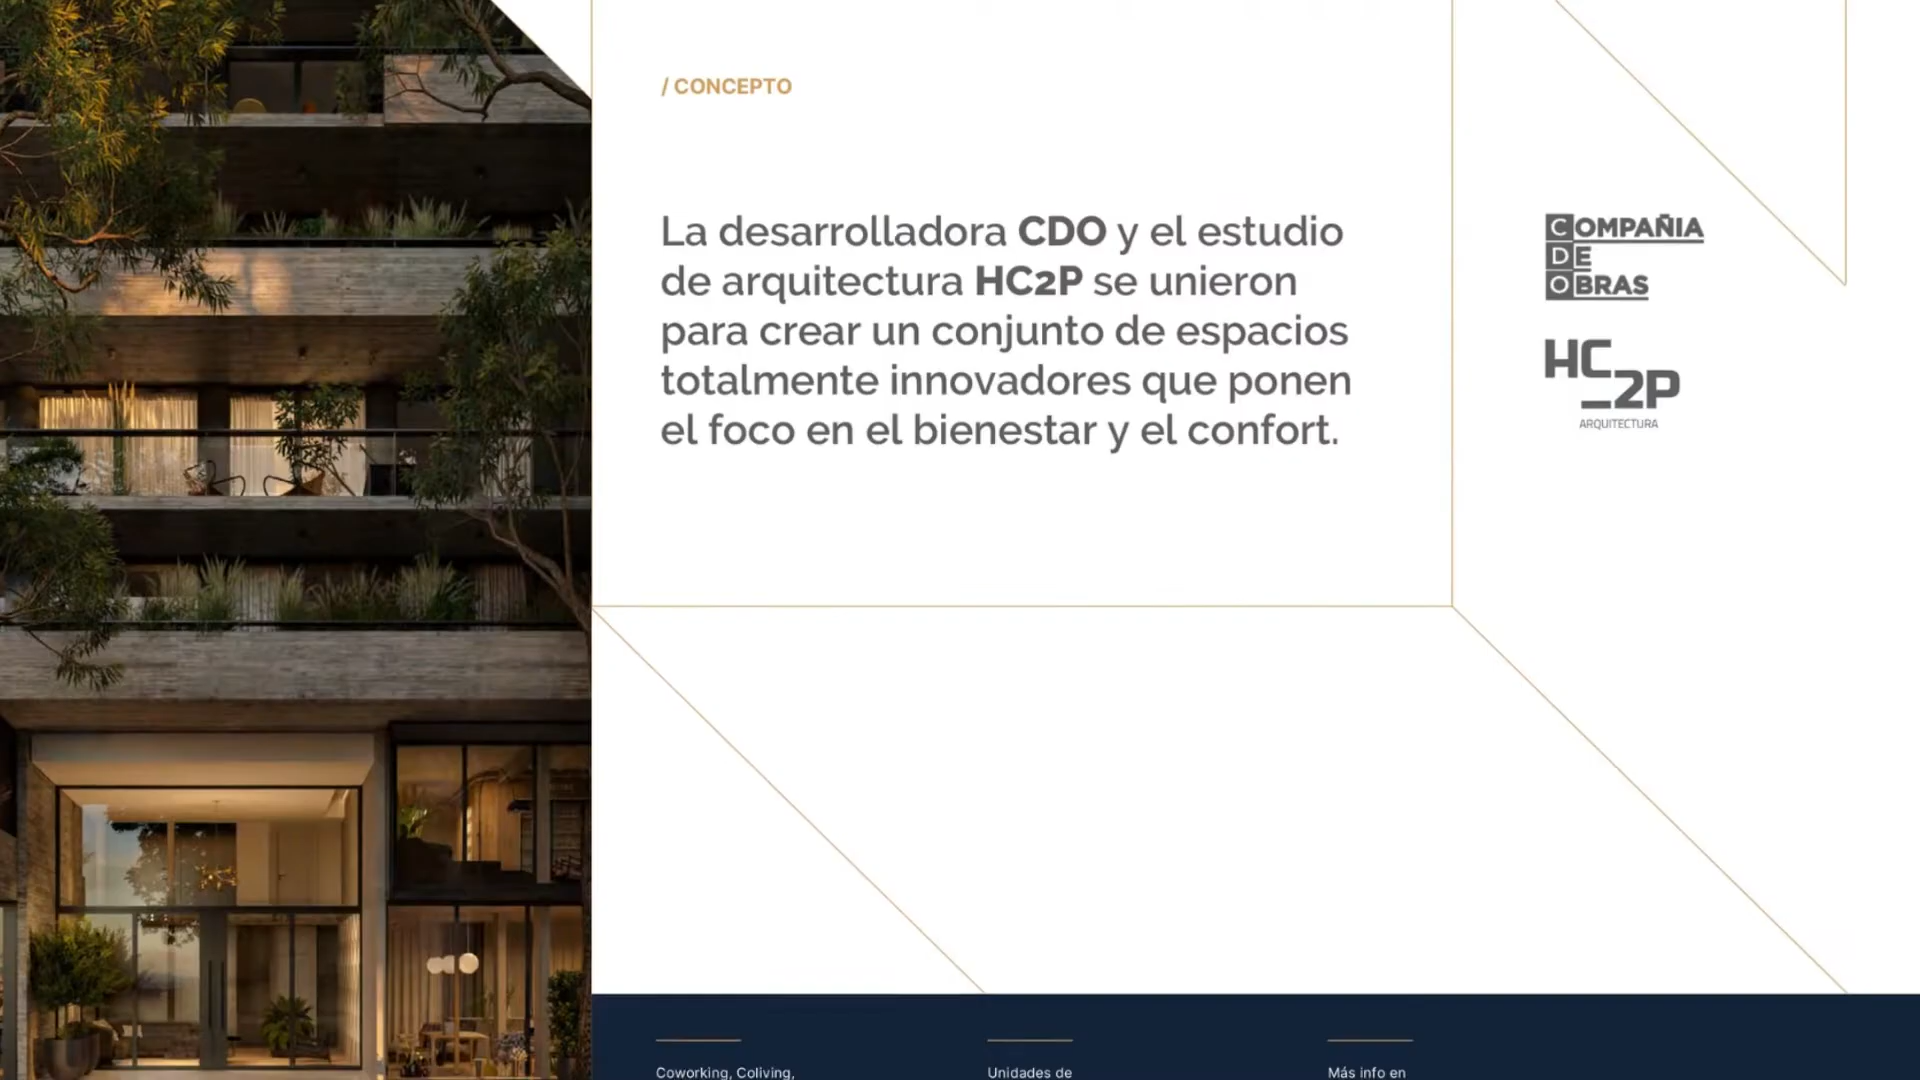 / CONCEPTO
La desarrolladora CDO y el estudio
de arquitectura HC2P se unieron
para crear un conjunto de espacios
totalmente innovadores que ponen
el foco en el bienestar y el confort.
COMPAÑIA
DE
OBRAS
HC
2P
ARQUITECTURA
Coworking, Coliving,
Unidades de
Más info en